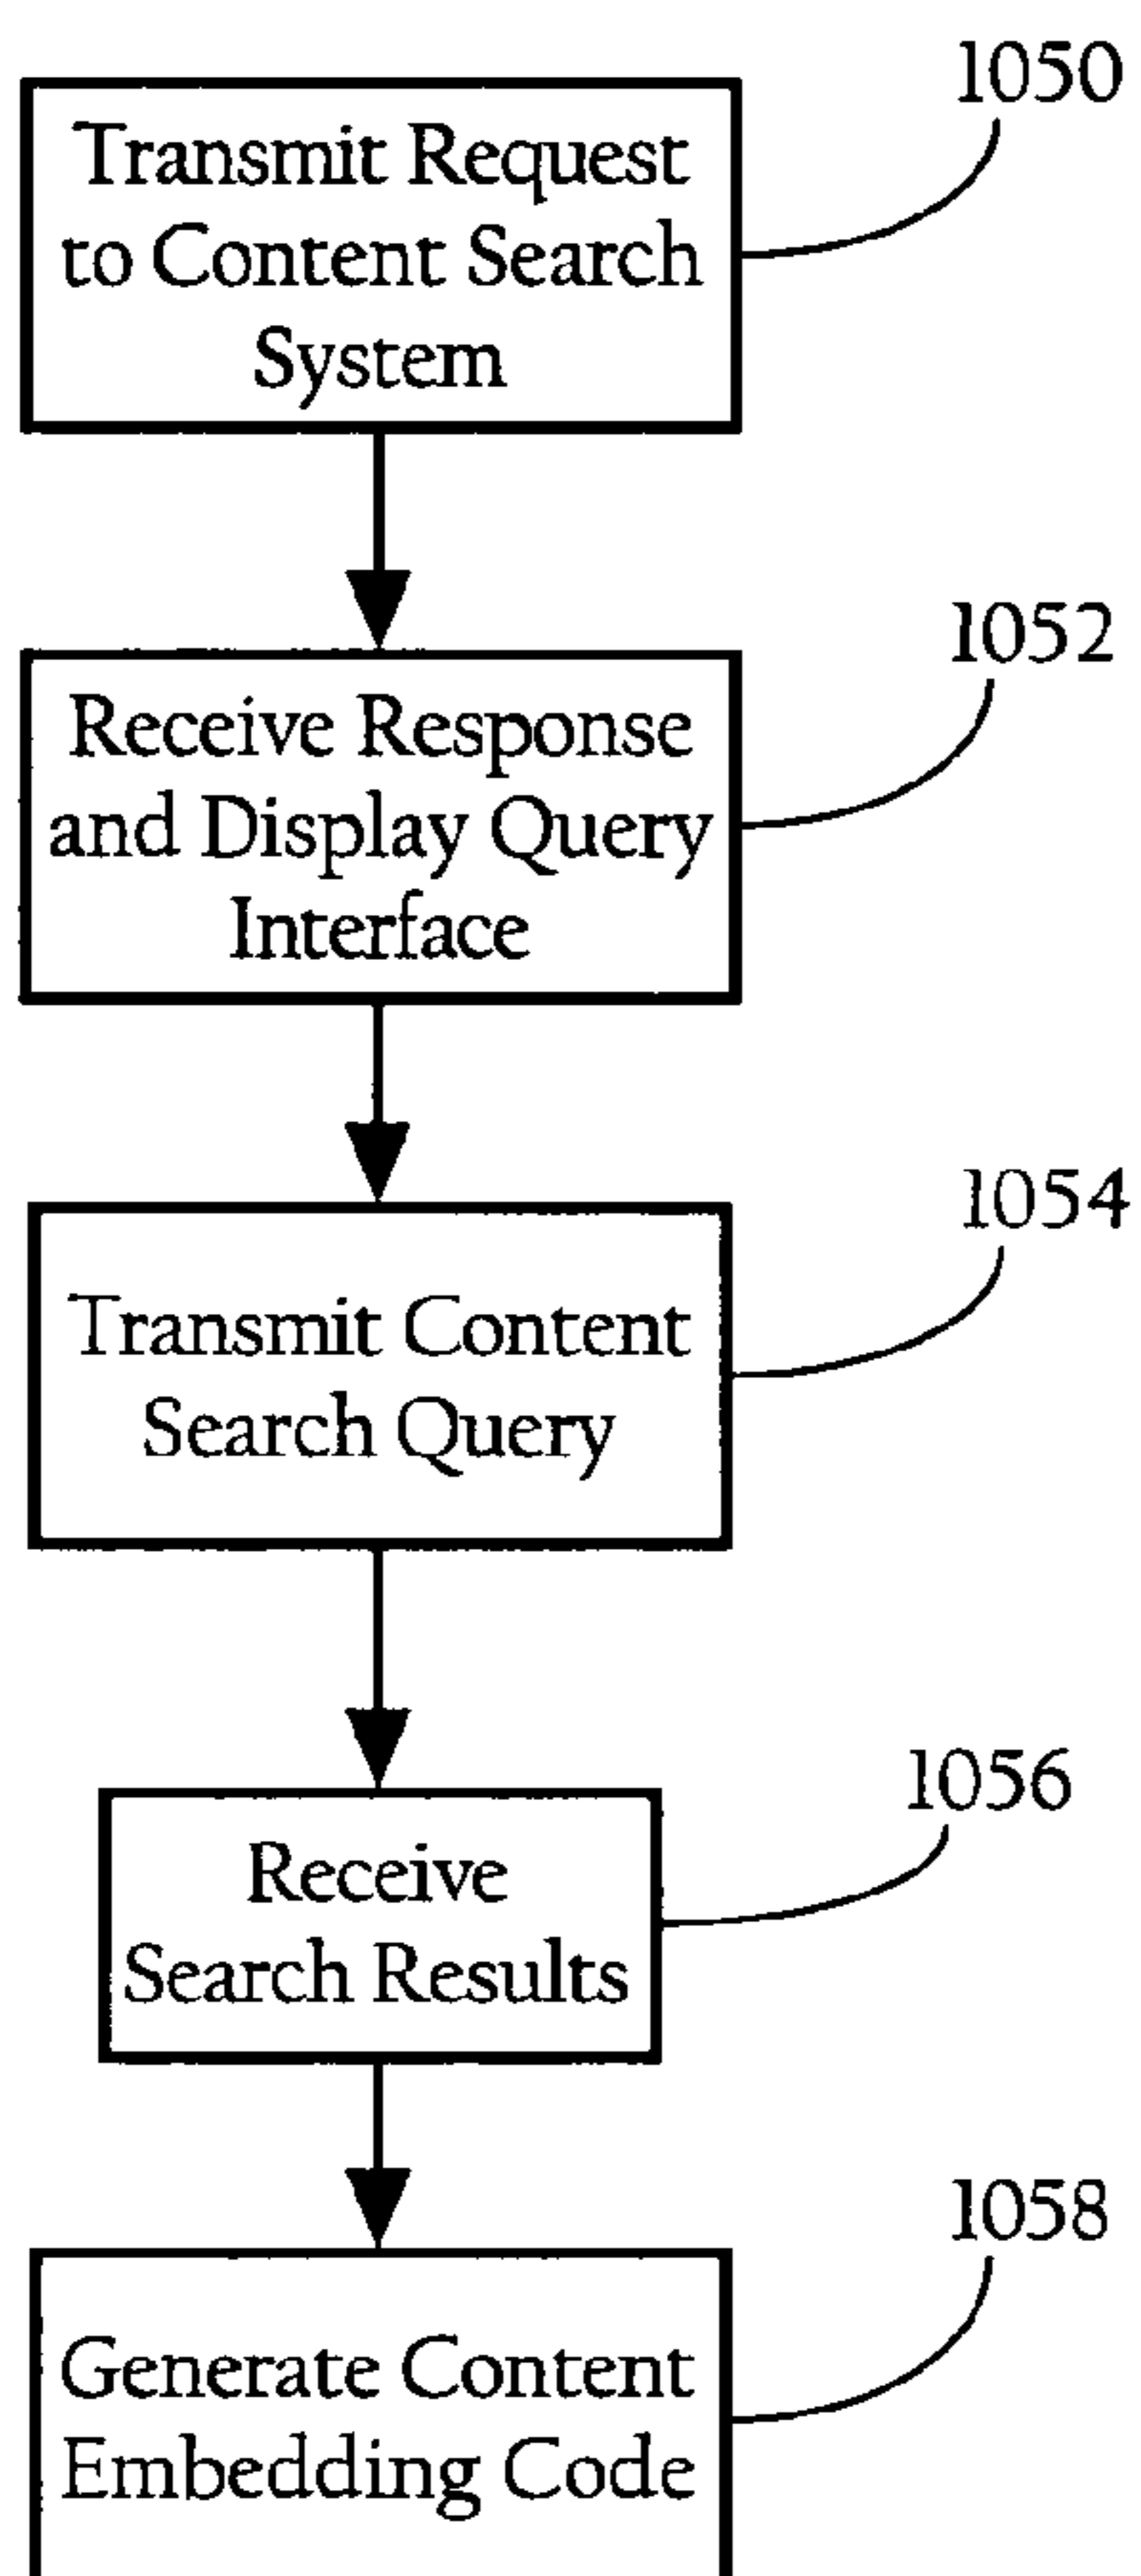 1050
Transmit Request
to Content Search
System
1052
Receive Response
and Display Query
Interface
1054
Transmit Content
Search Query
1056
Receive
Search Results
1058
Generate Content
Embedding Code